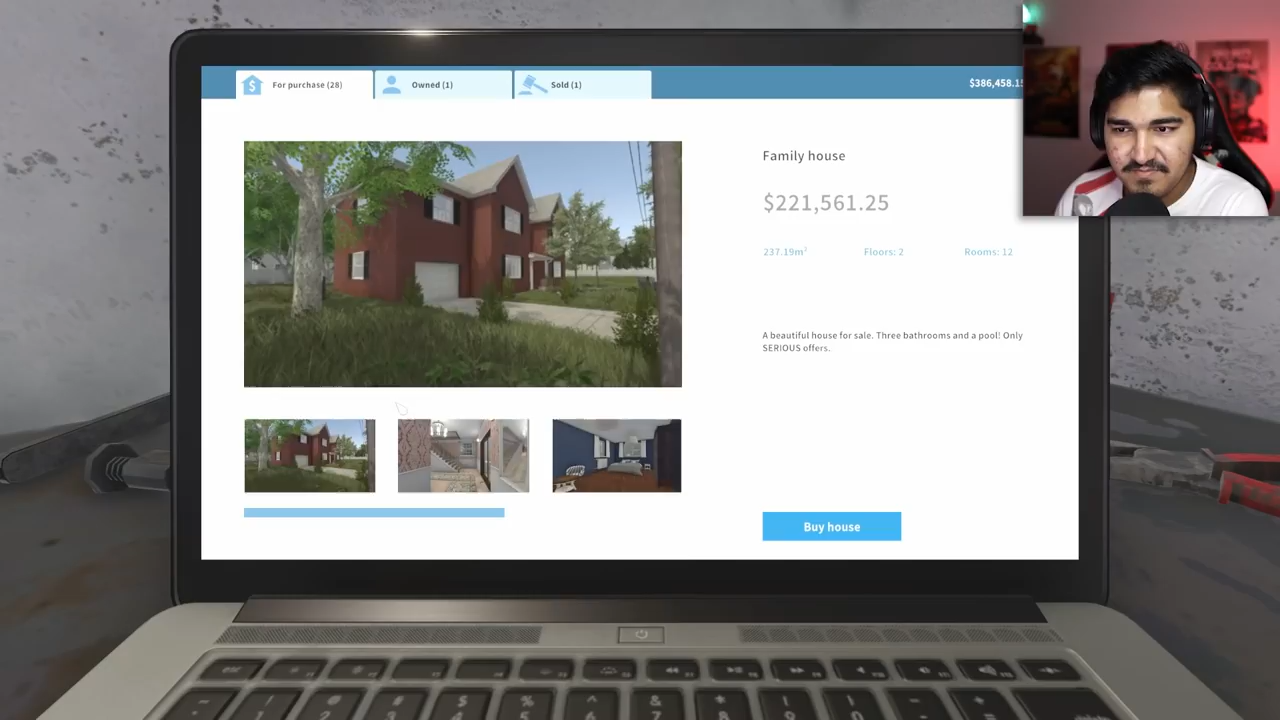 For purchase (28)
Owned (1)
Sold (1)
$386,458.15
Family house
$221,561.25
237.19m²
Floors: 2
Rooms: 12
A beautiful house for sale. Three bathrooms and a pool! Only
SERIOUS offers.
Buy house